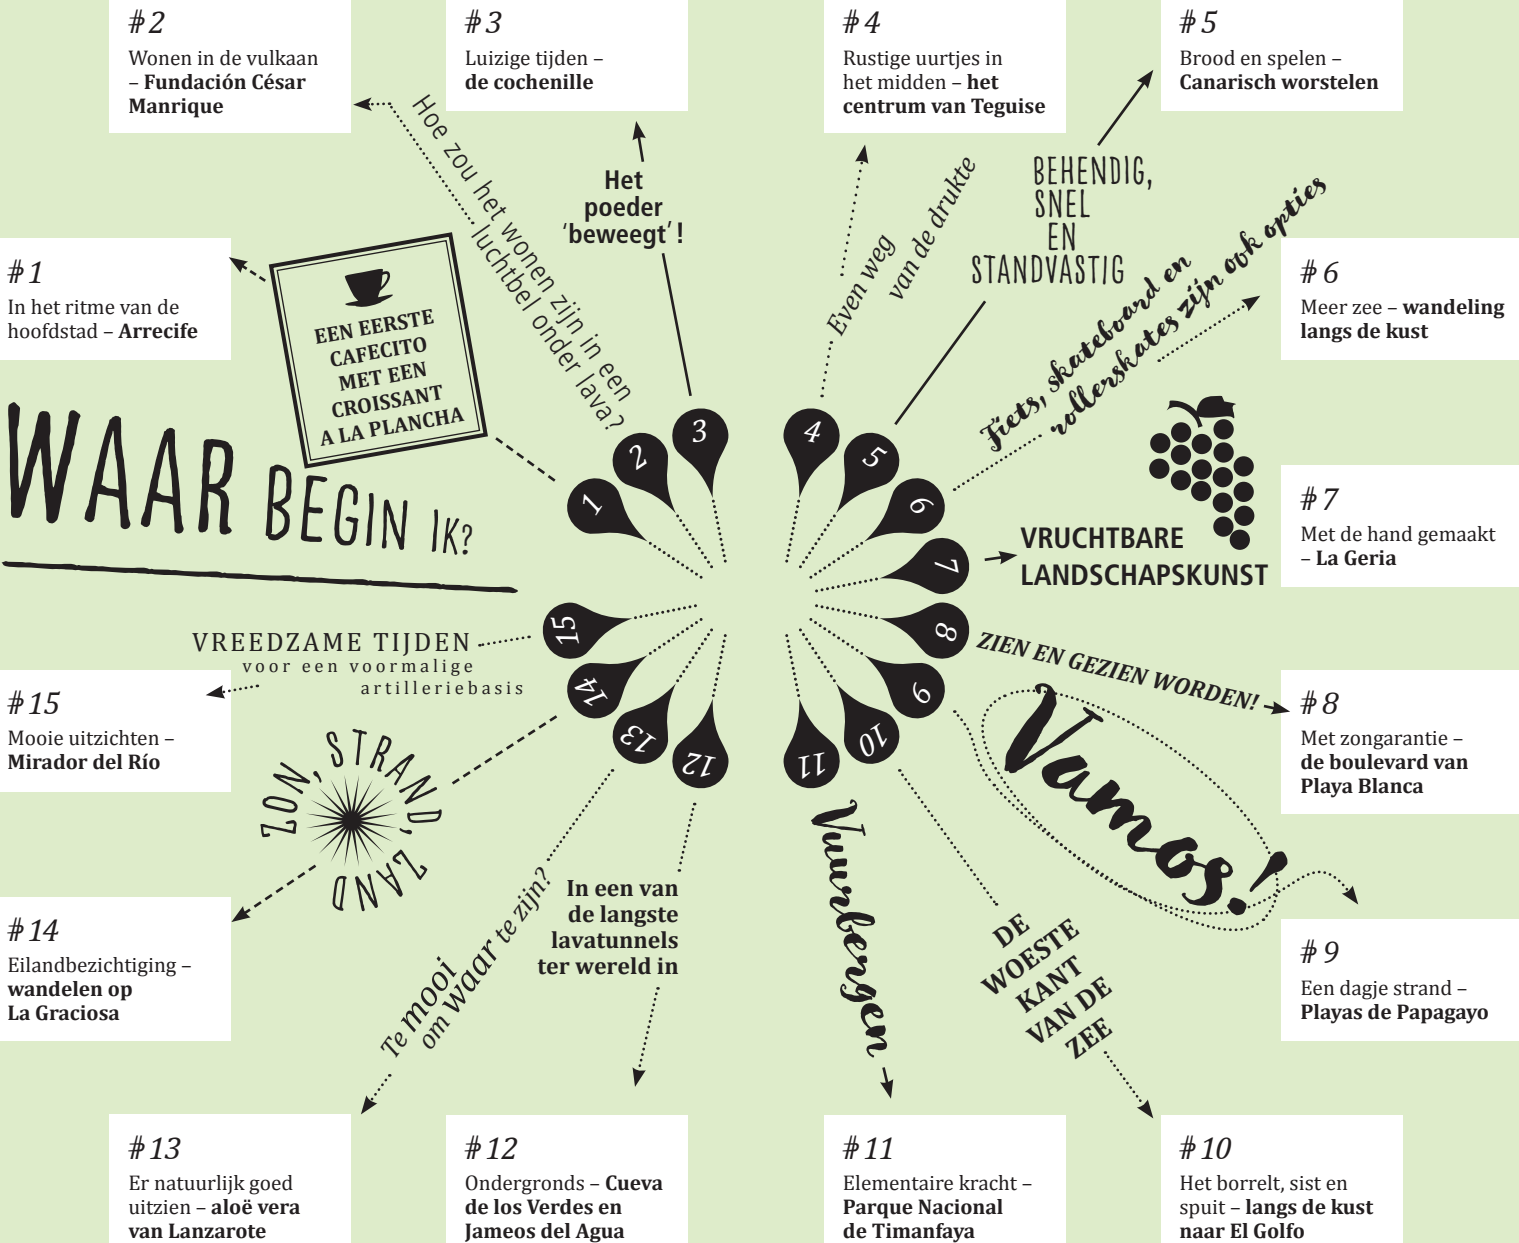 #2
Wonen in de vulkaan
– Fundación César
Manrique
#3
Luizige tijden –
de cochenille
#4
Rustige uurtjes in
het midden – het
centrum van Teguise
#5
Brood en spelen –
Canarisch worstelen
Hoe zou het wonen zijn in een
luchtbel onder lava?
Het
poeder
‘beweegt’!
Even weg
van de drukte
BEHENDIG,
SNEL
EN
STANDVASTIG
Fiets, skateboard en
rollerskates zijn ook opties
#1
In het ritme van de
hoofdstad – Arrecife
EEN EERSTE
CAFECITO
MET EEN
CROISSANT
A LA PLANCHA
#6
Meer zee – wandeling
langs de kust
WAAR BEGIN IK?
3
4
2
5
1
6
#7
Met de hand gemaakt
– La Geria
VRUCHTBARE
LANDSCHAPSKUNST
7
15
8
14
9
13
10
12
11
VREEDZAME TIJDEN
voor een voormalige
artilleriebasis
ZIEN EN GEZIEN WORDEN!
#15
Mooie uitzichten –
Mirador del Río
#8
Met zongarantie –
de boulevard van
Playa Blanca
ZON, STRAND,
ZAND
Vamos!
Te mooi
om waar te zijn?
In een van
de langste
lavatunnels
ter wereld in
Vuurbergen
DE
WOESTE
KANT
VAN DE
ZEE
#14
Eilandbezichtiging –
wandelen op
La Graciosa
#9
Een dagje strand –
Playas de Papagayo
#13
Er natuurlijk goed
uitzien – aloë vera
van Lanzarote
#12
Ondergronds – Cueva
de los Verdes en
Jameos del Agua
#11
Elementaire kracht –
Parque Nacional
de Timanfaya
#10
Het borrelt, sist en
spuit – langs de kust
naar El Golfo